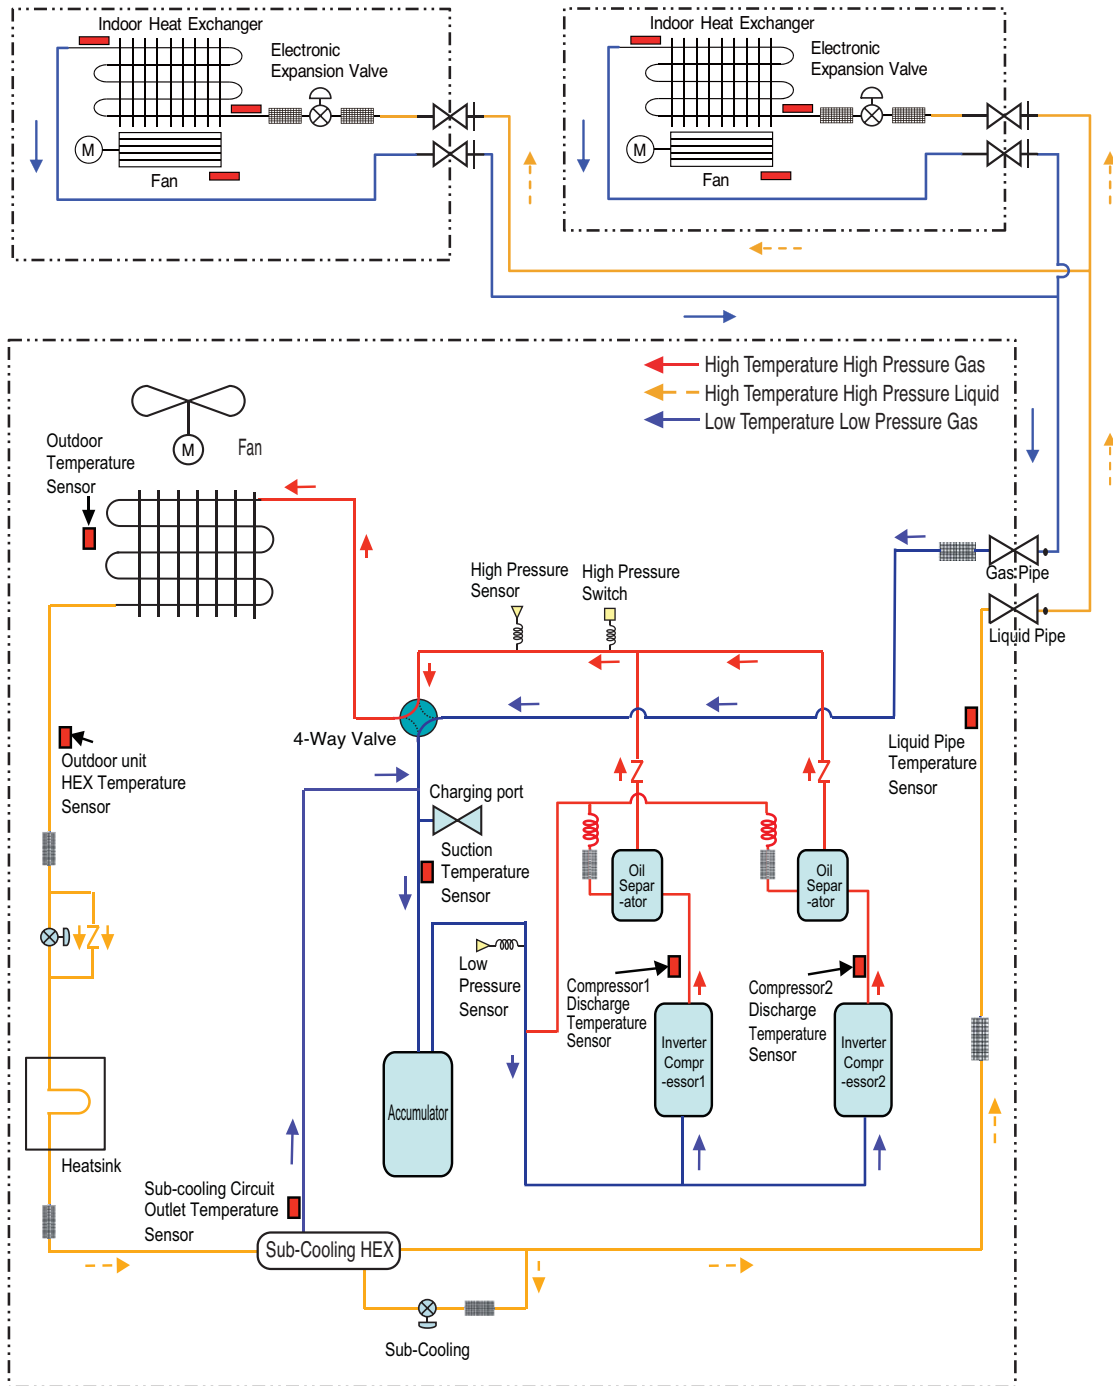 Indoor Heat Exchanger
Electronic
Expansion Valve
M
Fan
Indoor Heat Exchanger
Electronic
Expansion Valve
M
Fan
High Temperature High Pressure Gas
High Temperature High Pressure Liquid
Low Temperature Low Pressure Gas
M
Fan
Outdoor
Temperature
Sensor
Gas Pipe
Liquid Pipe
High Pressure
Sensor
High Pressure
Switch
4-Way Valve
Outdoor unit
HEX Temperature
Sensor
Liquid Pipe
Temperature
Sensor
Charging port
Suction
Temperature
Sensor
Oil
Separ
-ator
Oil
Separ
-ator
Low
Pressure
Sensor
Compressor1
Discharge
Temperature
Sensor
Compressor2
Discharge
Temperature
Sensor
Inverter
Compr
-essor1
Inverter
Compr
-essor2
Accumulator
Heatsink
Sub-cooling Circuit
Outlet Temperature
Sensor
Sub-Cooling HEX
Sub-Cooling